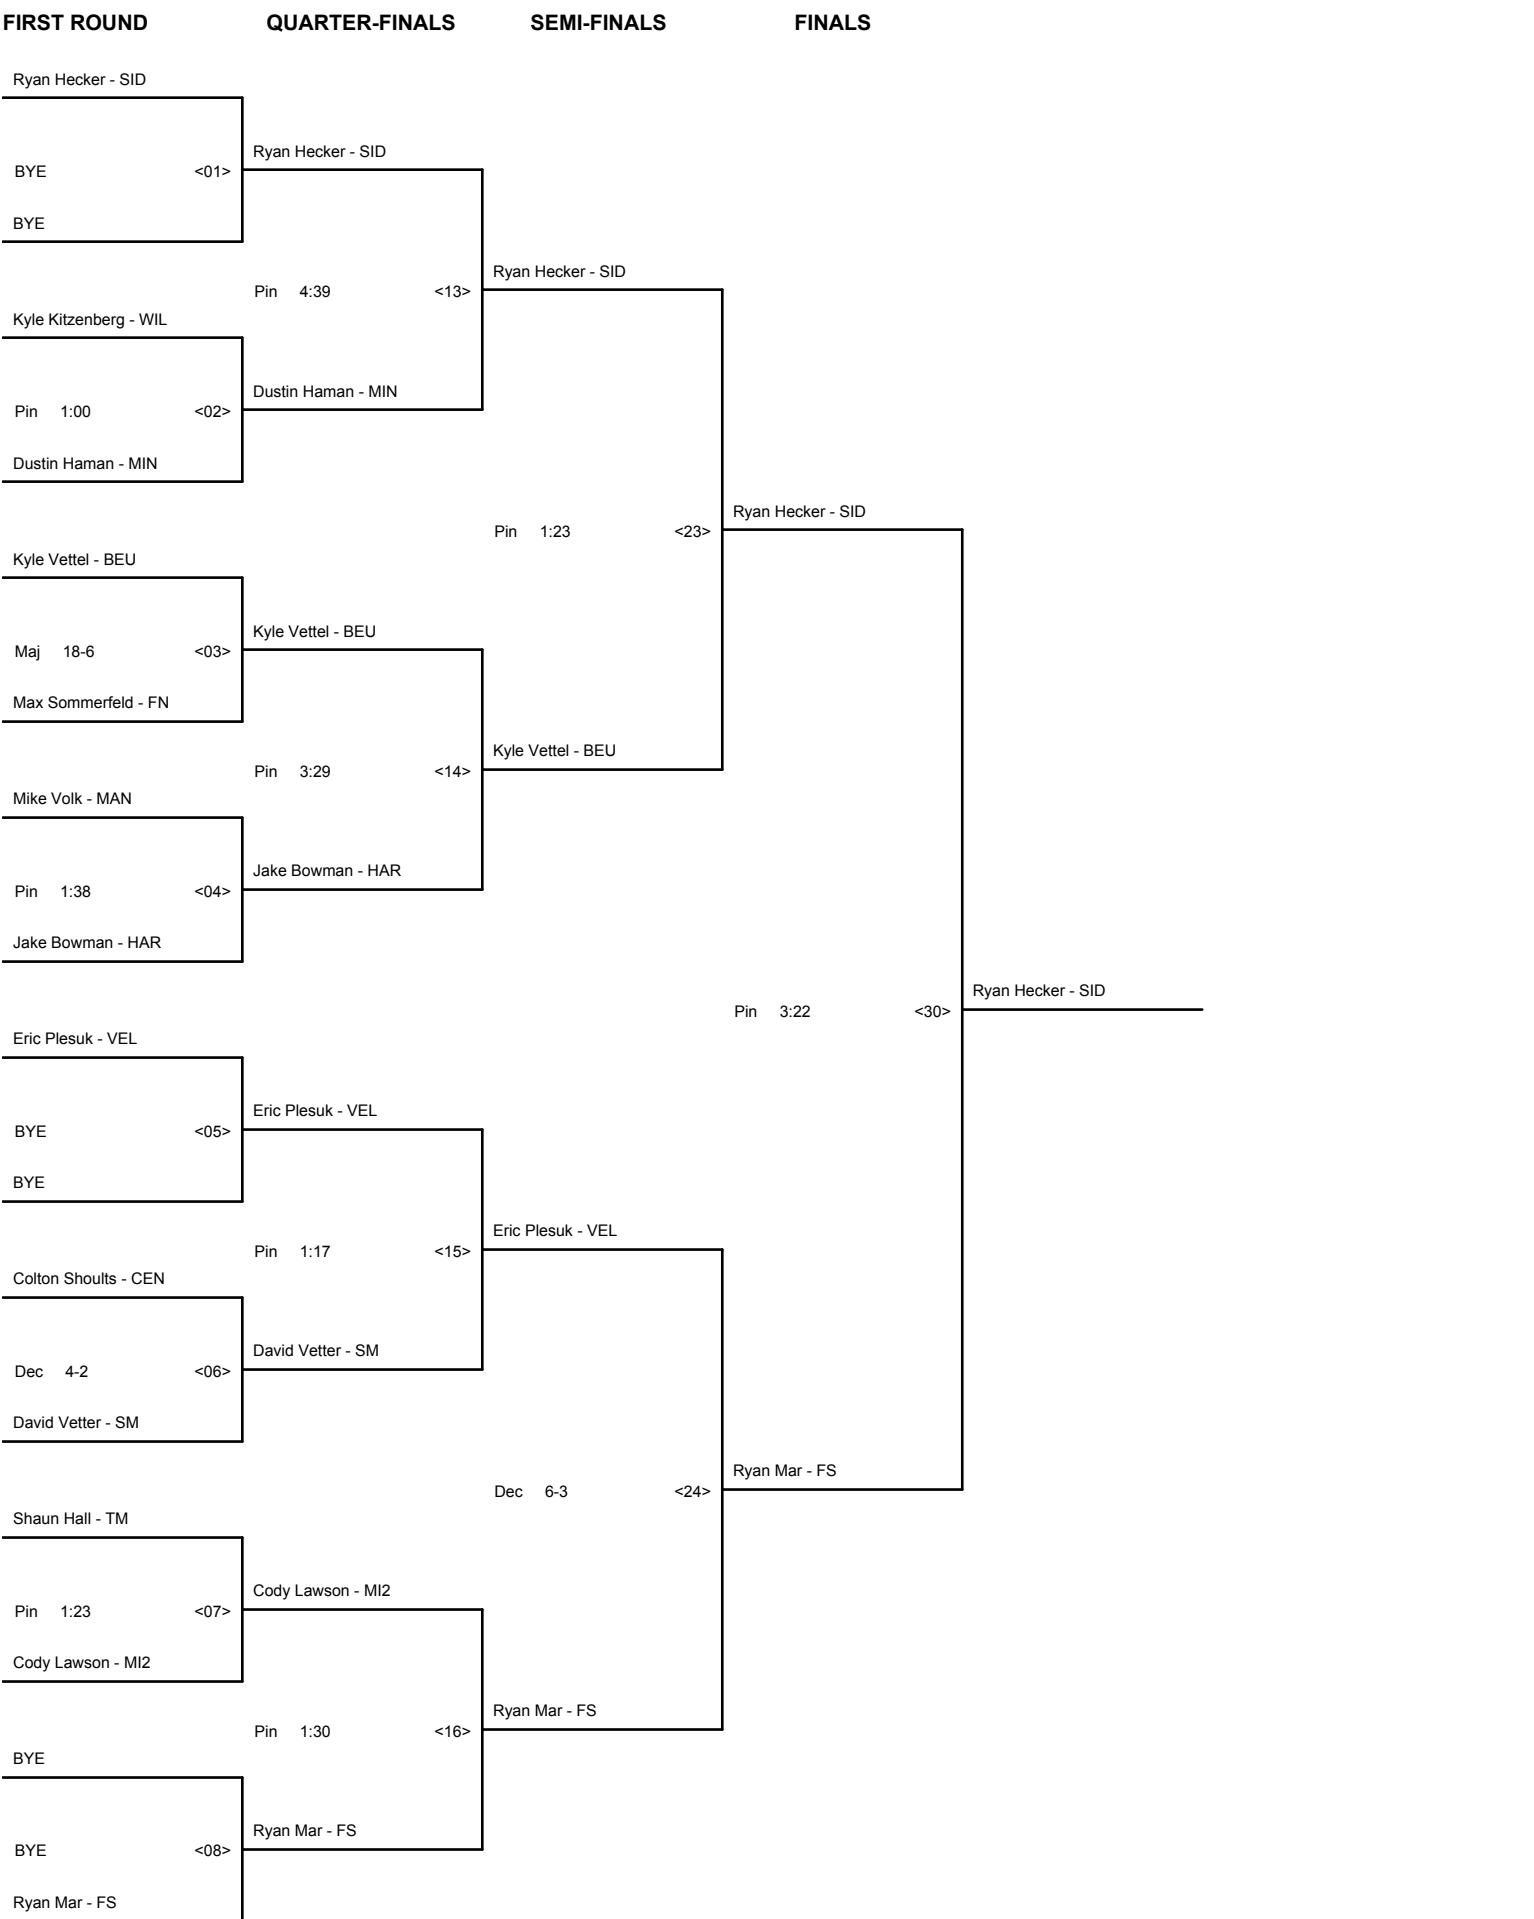 FIRST ROUND QUARTER-FINALS SEMI-FINALS FINALS
Ryan Hecker - SID
Ryan Hecker - SID
BYE <01>
BYE
Ryan Hecker - SID
Pin 4:39 <13>
Kyle Kitzenberg - WIL
Dustin Haman - MIN
Pin 1:00 <02>
Dustin Haman - MIN
Ryan Hecker - SID
Pin 1:23 <23>
Kyle Vettel - BEU
Kyle Vettel - BEU
Maj 18-6 <03>
Max Sommerfeld - FN
Kyle Vettel - BEU
Pin 3:29 <14>
Mike Volk - MAN
Jake Bowman - HAR
Pin 1:38 <04>
Jake Bowman - HAR
Ryan Hecker - SID
Pin 3:22 <30>
Eric Plesuk - VEL
Eric Plesuk - VEL
BYE <05>
BYE
Eric Plesuk - VEL
Pin 1:17 <15>
Colton Shoults - CEN
David Vetter - SM
Dec 4-2 <06>
David Vetter - SM
Ryan Mar - FS
Dec 6-3 <24>
Shaun Hall - TM
Cody Lawson - MI2
Pin 1:23 <07>
Cody Lawson - MI2
Ryan Mar - FS
Pin 1:30 <16>
BYE
Ryan Mar - FS
BYE <08>
Ryan Mar - FS